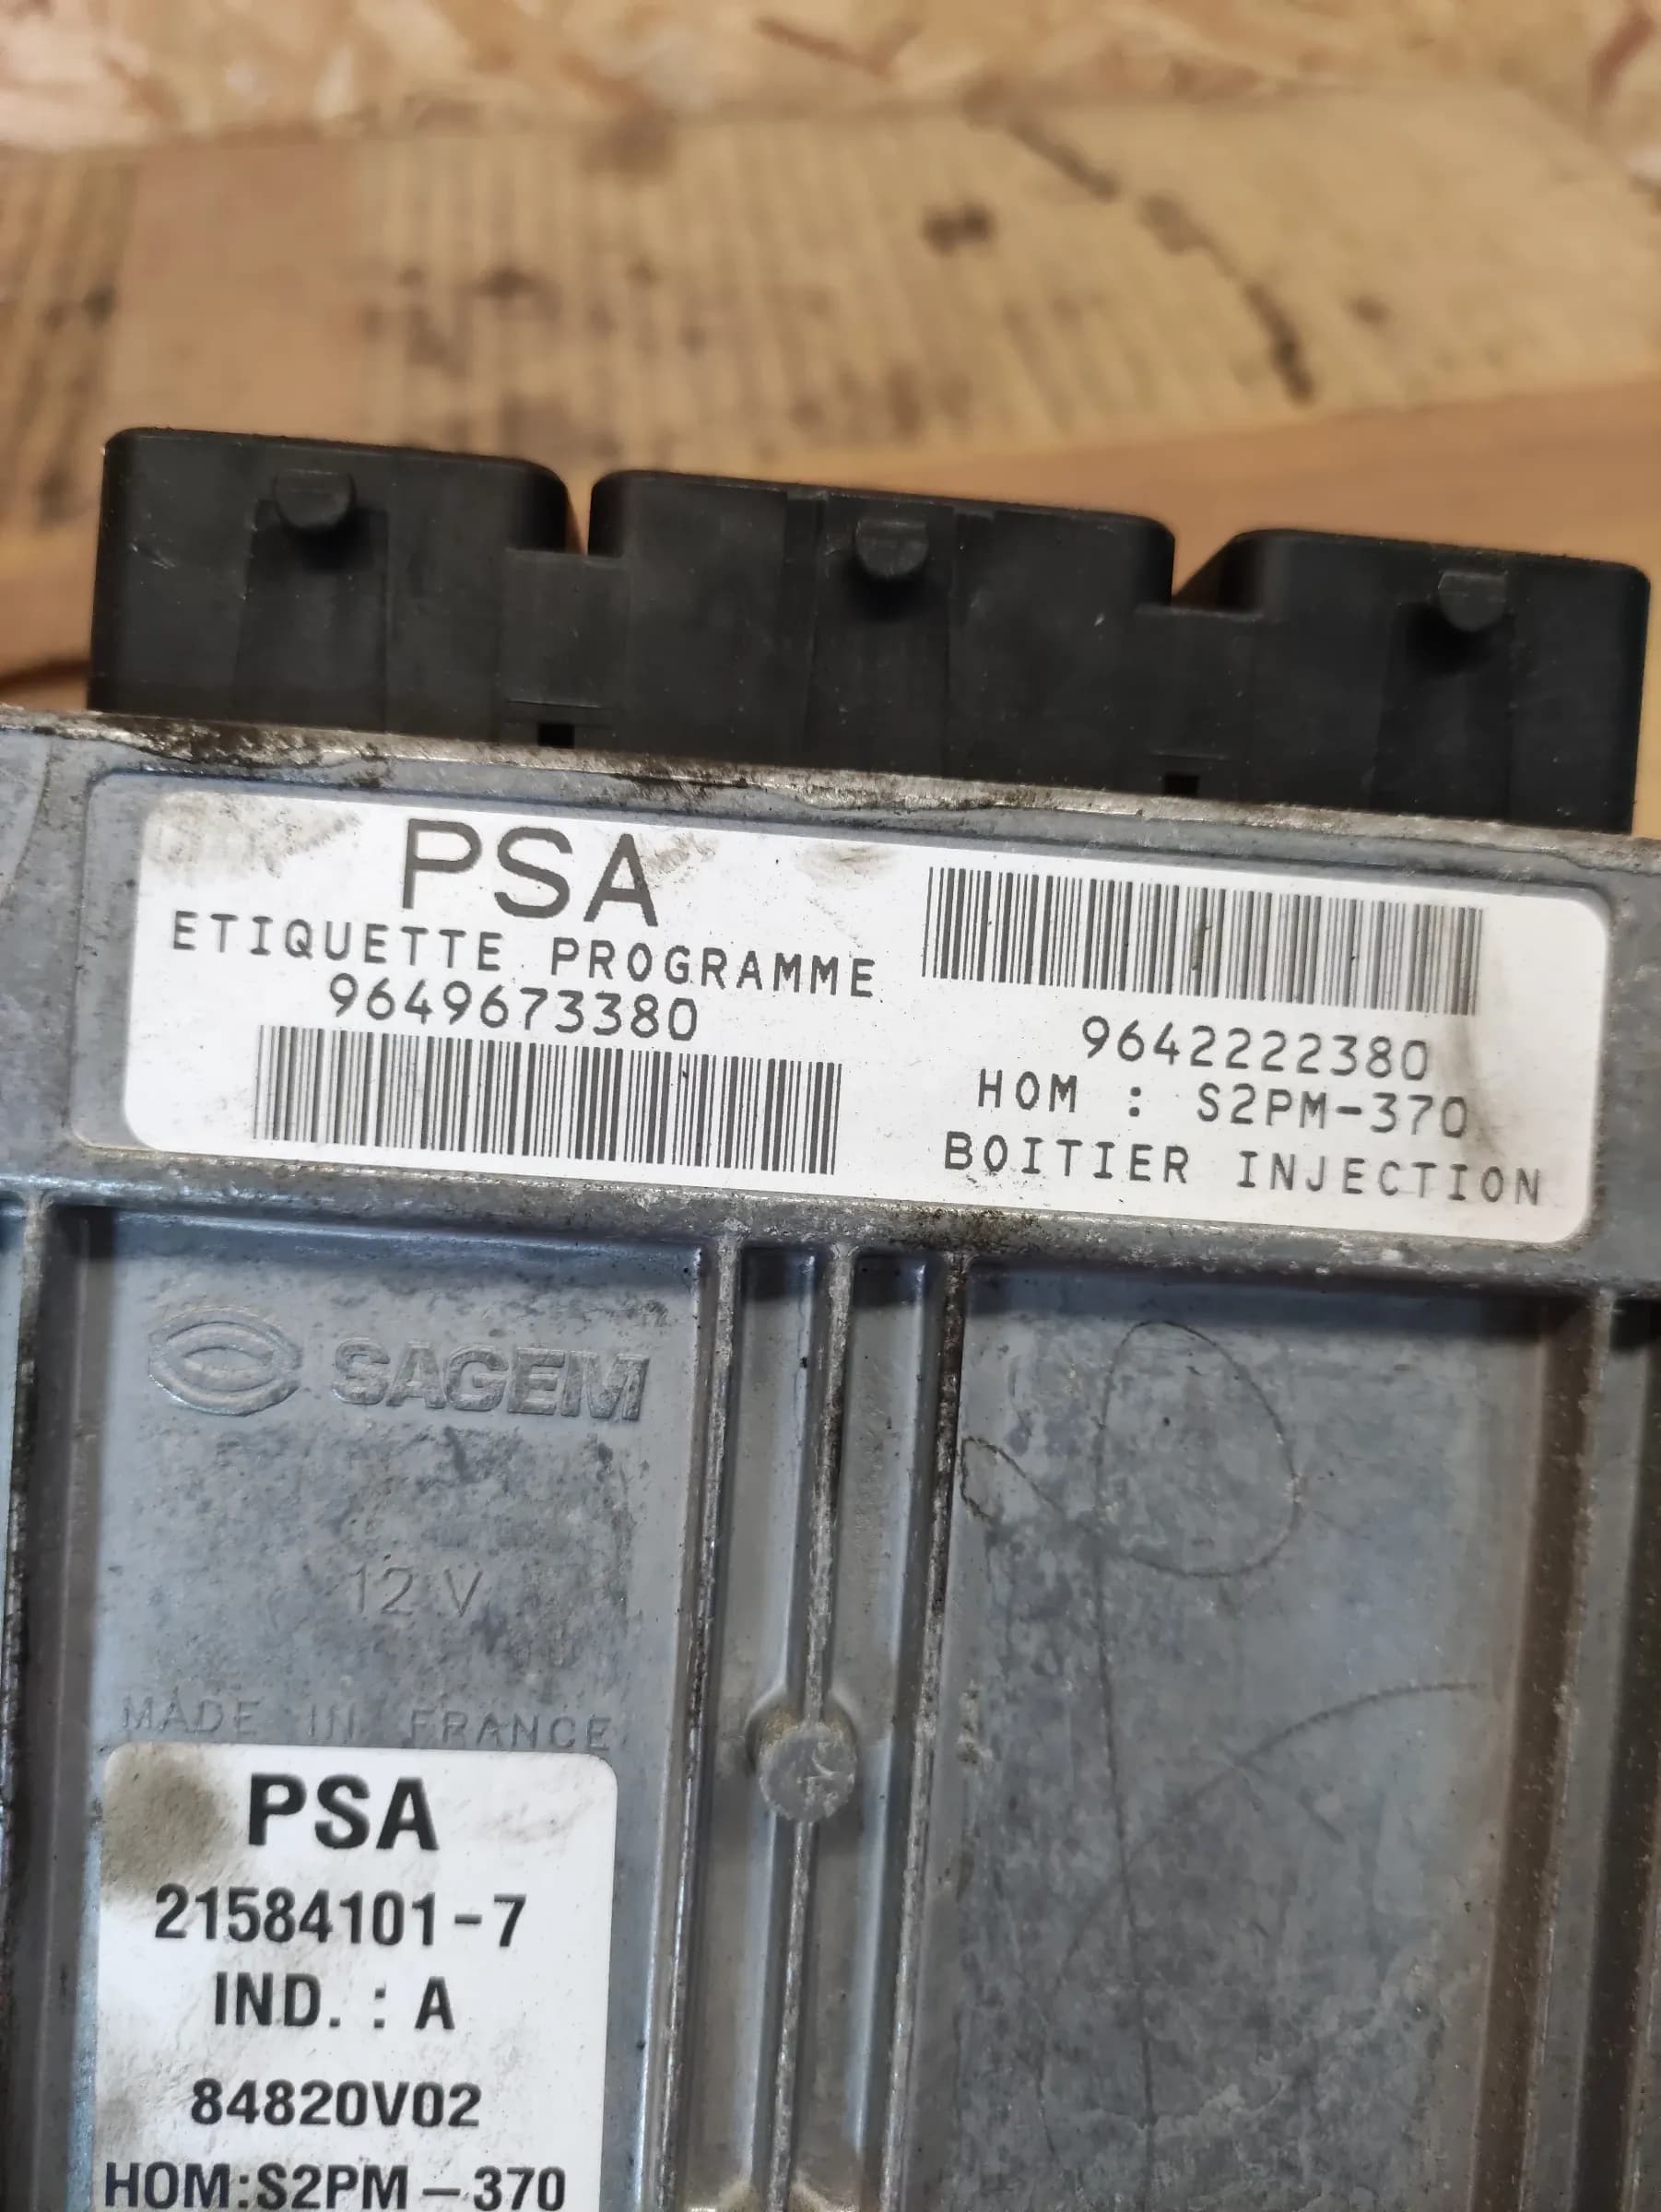 PSA
ETIQUETTE PROGRAMME
9649673380
9642222380
HOM : S2PM-370
BOITIER INJECTION
SAGEM
12 V
MADE IN FRANCE
PSA
21584101-7
IND. : A
84820V02
HOM:S2PM-370